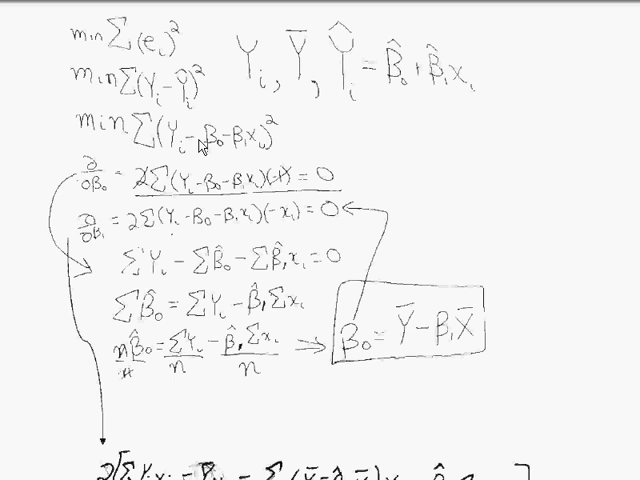 min Σ(eᵢ)²
Yᵢ, Ȳ, Ŷᵢ = β̂₀ + β̂₁xᵢ
min Σ(Yᵢ - Ŷᵢ)²
min Σ(Yᵢ - β₀ - β₁xᵢ)²
∂/∂β₀ = 2Σ(Yᵢ - β₀ - β₁xᵢ)(-1) = 0
∂/∂β₁ = 2Σ(Yᵢ - β₀ - β₁xᵢ)(-xᵢ) = 0
ΣYᵢ - Σβ̂₀ - Σβ̂₁xᵢ = 0
Σβ̂₀ = ΣYᵢ - β̂₁Σxᵢ
nβ̂₀/n = ΣYᵢ/n - β̂₁Σxᵢ/n ⇒ β₀ = Ȳ - β₁X̄